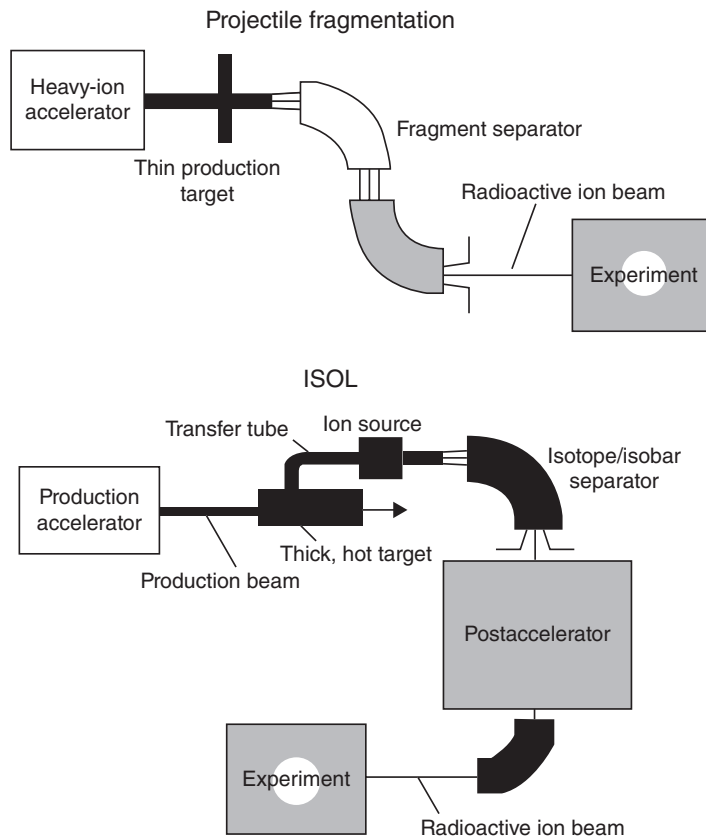 Projectile fragmentation
Heavy-ion
accelerator
Thin production
target
Fragment separator
Radioactive ion beam
Experiment
ISOL
Transfer tube
Ion source
Isotope/isobar
separator
Production
accelerator
Thick, hot target
Production beam
Postaccelerator
Experiment
Radioactive ion beam